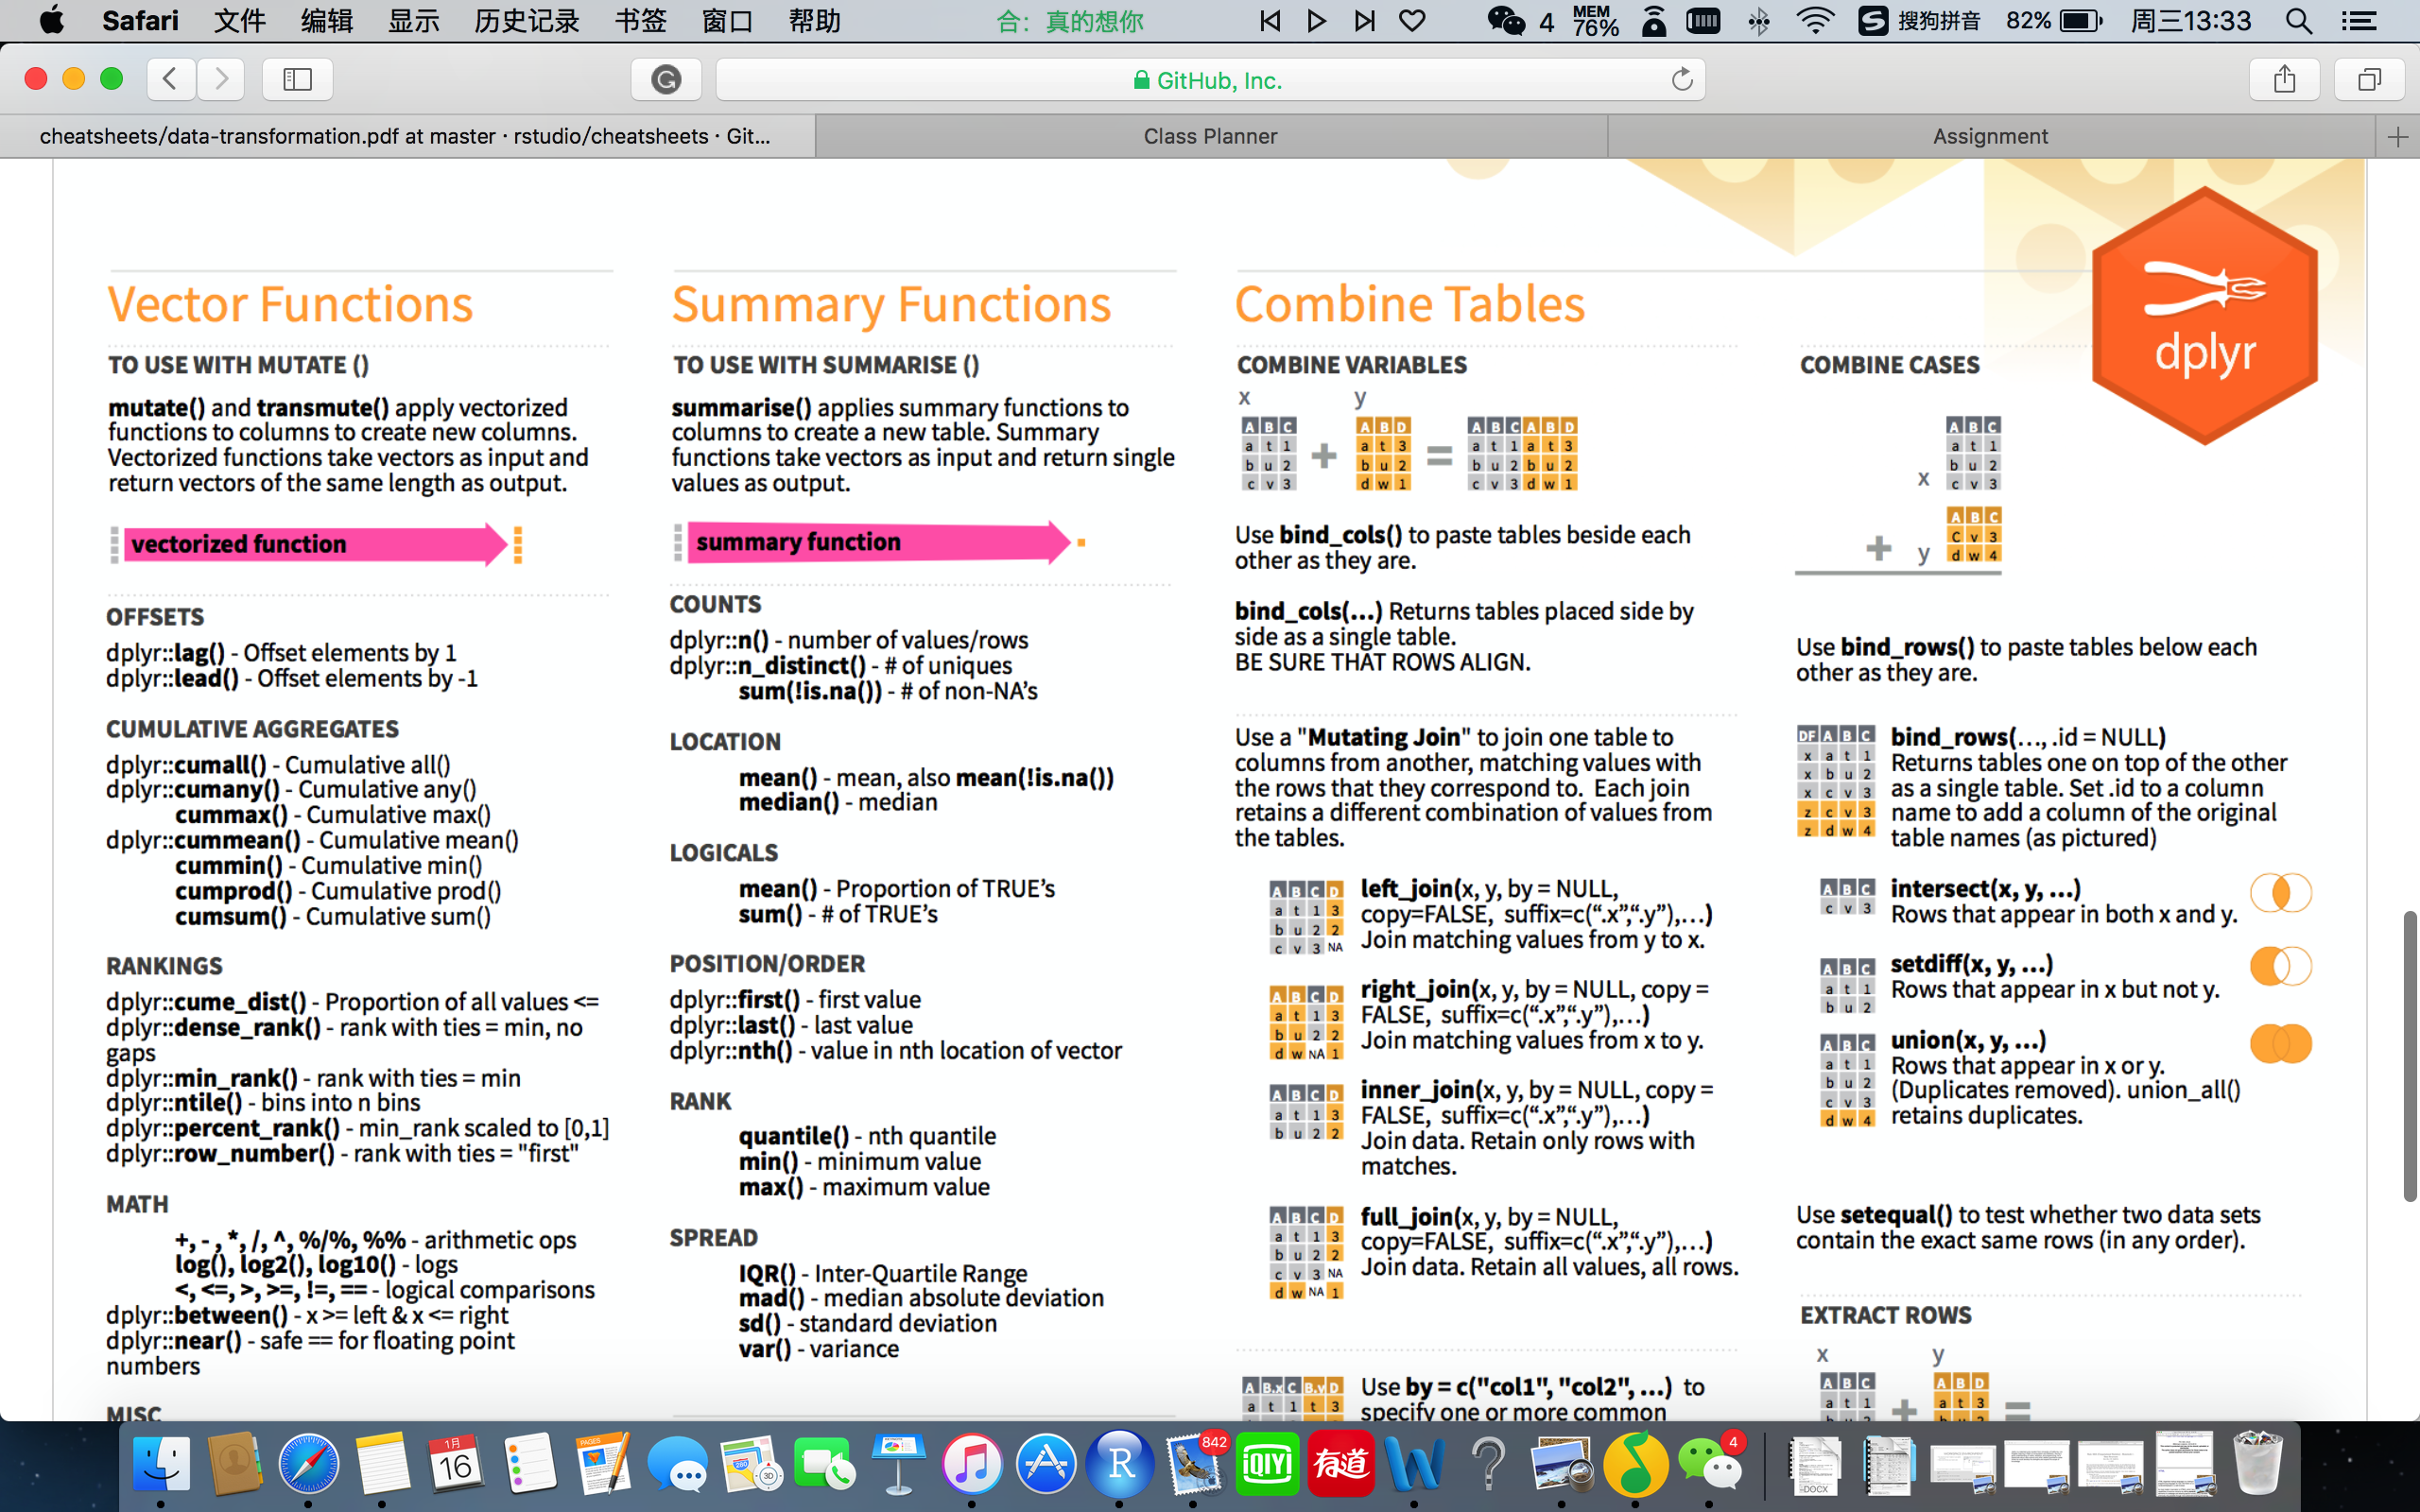 Safari 文件 编辑 显示 历史记录 书签 窗口 帮助 合：真的想你 4 MEM 76% 搜狗拼音 82% 周三13:33
GitHub, Inc.
cheatsheets/data-transformation.pdf at master · rstudio/cheatsheets · Git...
Class Planner
Assignment
Vector Functions
TO USE WITH MUTATE ()
mutate() and transmute() apply vectorized
functions to columns to create new columns.
Vectorized functions take vectors as input and
return vectors of the same length as output.
vectorized function
OFFSETS
dplyr::lag() - Offset elements by 1
dplyr::lead() - Offset elements by -1
CUMULATIVE AGGREGATES
dplyr::cumall() - Cumulative all()
dplyr::cumany() - Cumulative any()
cummax() - Cumulative max()
dplyr::cummean() - Cumulative mean()
cummin() - Cumulative min()
cumprod() - Cumulative prod()
cumsum() - Cumulative sum()
RANKINGS
dplyr::cume_dist() - Proportion of all values <=
dplyr::dense_rank() - rank with ties = min, no
gaps
dplyr::min_rank() - rank with ties = min
dplyr::ntile() - bins into n bins
dplyr::percent_rank() - min_rank scaled to [0,1]
dplyr::row_number() - rank with ties = "first"
MATH
+, - , *, /, ^, %/%, %% - arithmetic ops
log(), log2(), log10() - logs
<, <=, >, >=, !=, == - logical comparisons
dplyr::between() - x >= left & x <= right
dplyr::near() - safe == for floating point
numbers
MISC
Summary Functions
TO USE WITH SUMMARISE ()
summarise() applies summary functions to
columns to create a new table. Summary
functions take vectors as input and return single
values as output.
summary function
COUNTS
dplyr::n() - number of values/rows
dplyr::n_distinct() - # of uniques
sum(!is.na()) - # of non-NA’s
LOCATION
mean() - mean, also mean(!is.na())
median() - median
LOGICALS
mean() - Proportion of TRUE’s
sum() - # of TRUE’s
POSITION/ORDER
dplyr::first() - first value
dplyr::last() - last value
dplyr::nth() - value in nth location of vector
RANK
quantile() - nth quantile
min() - minimum value
max() - maximum value
SPREAD
IQR() - Inter-Quartile Range
mad() - median absolute deviation
sd() - standard deviation
var() - variance
Combine Tables
COMBINE VARIABLES
x y
A B C A B D A B C A B D
a t 1 a t 3 a t 1 a t 3
b u 2 + b u 2 = b u 2 b u 2
c v 3 d w 1 c v 3 d w 1
Use bind_cols() to paste tables beside each
other as they are.
bind_cols(…) Returns tables placed side by
side as a single table.
BE SURE THAT ROWS ALIGN.
Use a "Mutating Join" to join one table to
columns from another, matching values with
the rows that they correspond to. Each join
retains a different combination of values from
the tables.
A B C D
a t 1 3
b u 2 2
c v 3 NA
left_join(x, y, by = NULL,
copy=FALSE, suffix=c(“.x”,“.y”),…)
Join matching values from y to x.
A B C D
a t 1 3
b u 2 2
d w NA 1
right_join(x, y, by = NULL, copy =
FALSE, suffix=c(“.x”,“.y”),…)
Join matching values from x to y.
A B C D
a t 1 3
b u 2 2
inner_join(x, y, by = NULL, copy =
FALSE, suffix=c(“.x”,“.y”),…)
Join data. Retain only rows with
matches.
A B C D
a t 1 3
b u 2 2
c v 3 NA
d w NA 1
full_join(x, y, by = NULL,
copy=FALSE, suffix=c(“.x”,“.y”),…)
Join data. Retain all values, all rows.
A B.x C B.y D
a t 1 t 3
Use by = c("col1", "col2", …) to
specify one or more common
dplyr
COMBINE CASES
A B C
a t 1
b u 2
x c v 3
A B C
C v 3
+ y d w 4
Use bind_rows() to paste tables below each
other as they are.
DF A B C
x a t 1
x b u 2
x c v 3
z c v 3
z d w 4
bind_rows(…, .id = NULL)
Returns tables one on top of the other
as a single table. Set .id to a column
name to add a column of the original
table names (as pictured)
A B C
c v 3
intersect(x, y, …)
Rows that appear in both x and y.
A B C
a t 1
b u 2
setdiff(x, y, …)
Rows that appear in x but not y.
A B C
a t 1
b u 2
c v 3
d w 4
union(x, y, …)
Rows that appear in x or y.
(Duplicates removed). union_all()
retains duplicates.
Use setequal() to test whether two data sets
contain the exact same rows (in any order).
EXTRACT ROWS
x y
A B C A B D
a t 1 + a t 3 =
1月
16
PAGES
280
3D
R
842
iQIYI
有道
W
?
4
DOCX